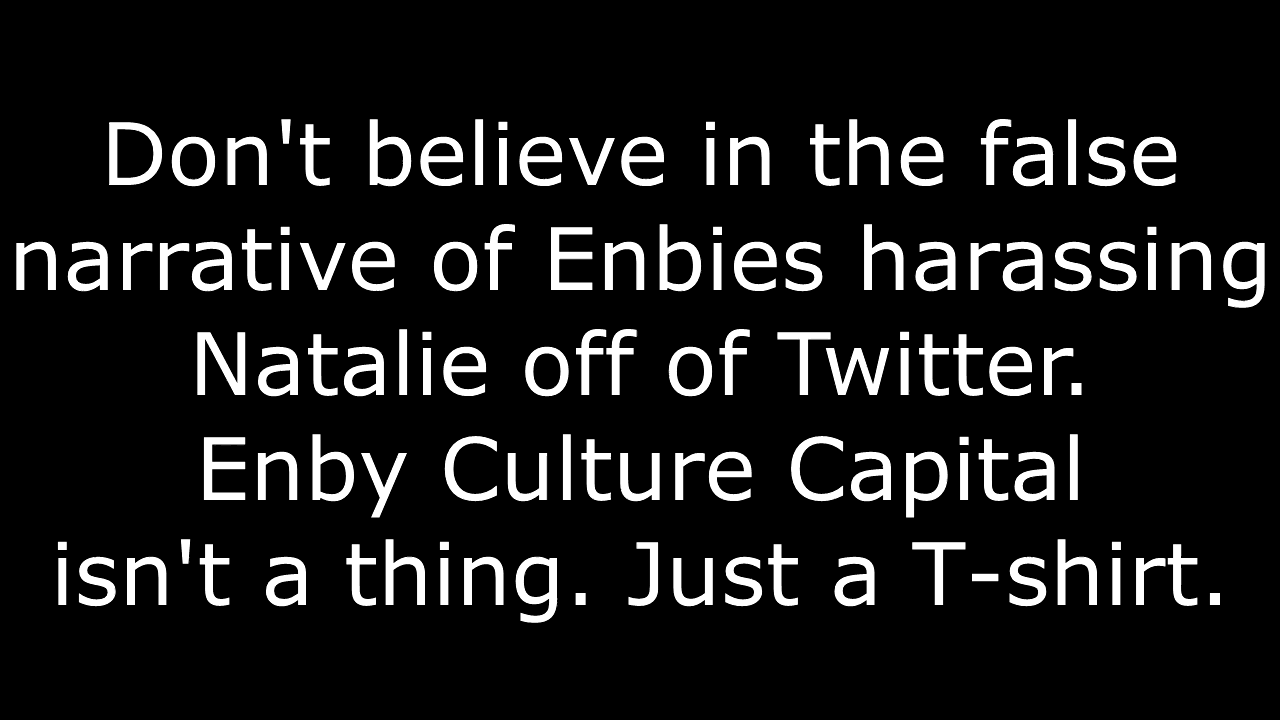 Don't believe in the false
narrative of Enbies harassing
Natalie off of Twitter.
Enby Culture Capital
isn't a thing. Just a T-shirt.